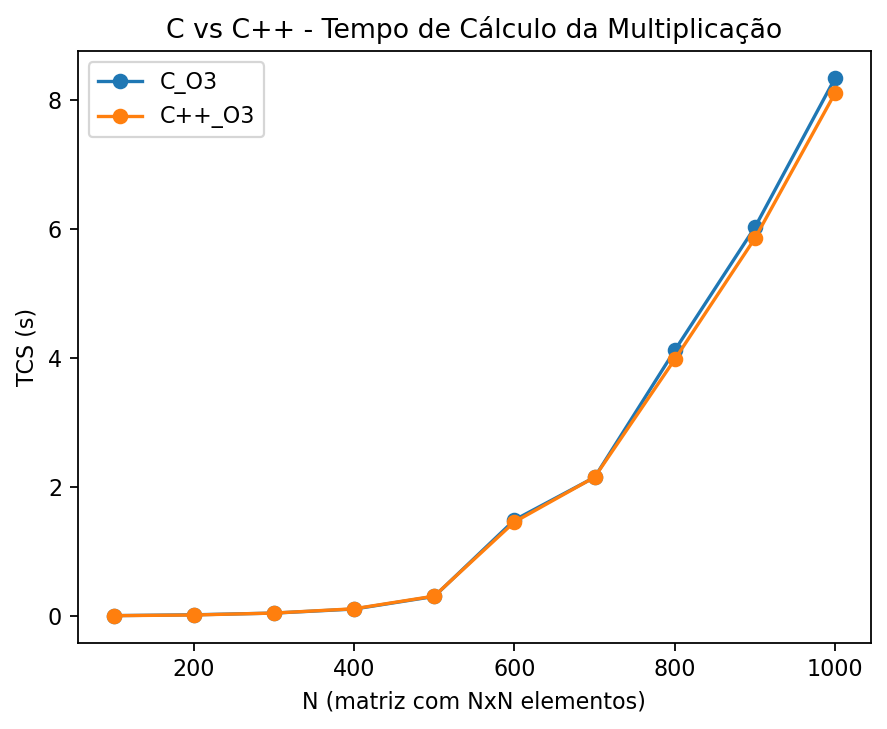 C vs C++ - Tempo de Cálculo da Multiplicação
C_O3
C++_O3
TCS (s)
8
6
4
2
0
200 400 600 800 1000
N (matriz com NxN elementos)